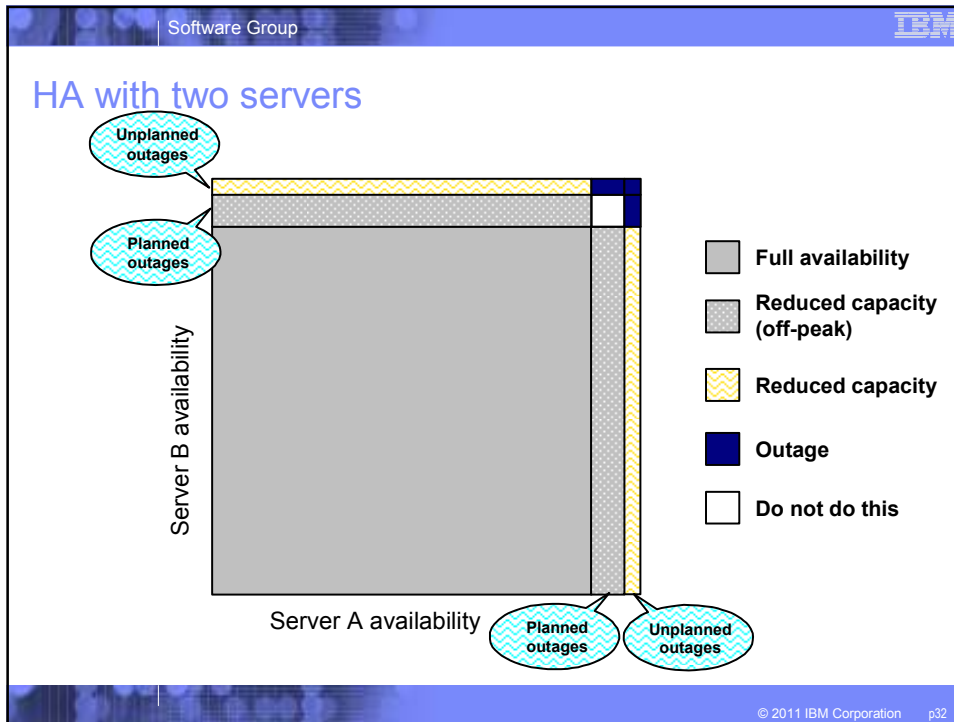 Software Group
IBM
HA with two servers
Unplanned
outages
Planned
outages
Server B availability
Server A availability
Planned
outages
Unplanned
outages
Full availability
Reduced capacity
(off-peak)
Reduced capacity
Outage
Do not do this
© 2011 IBM Corporation p32